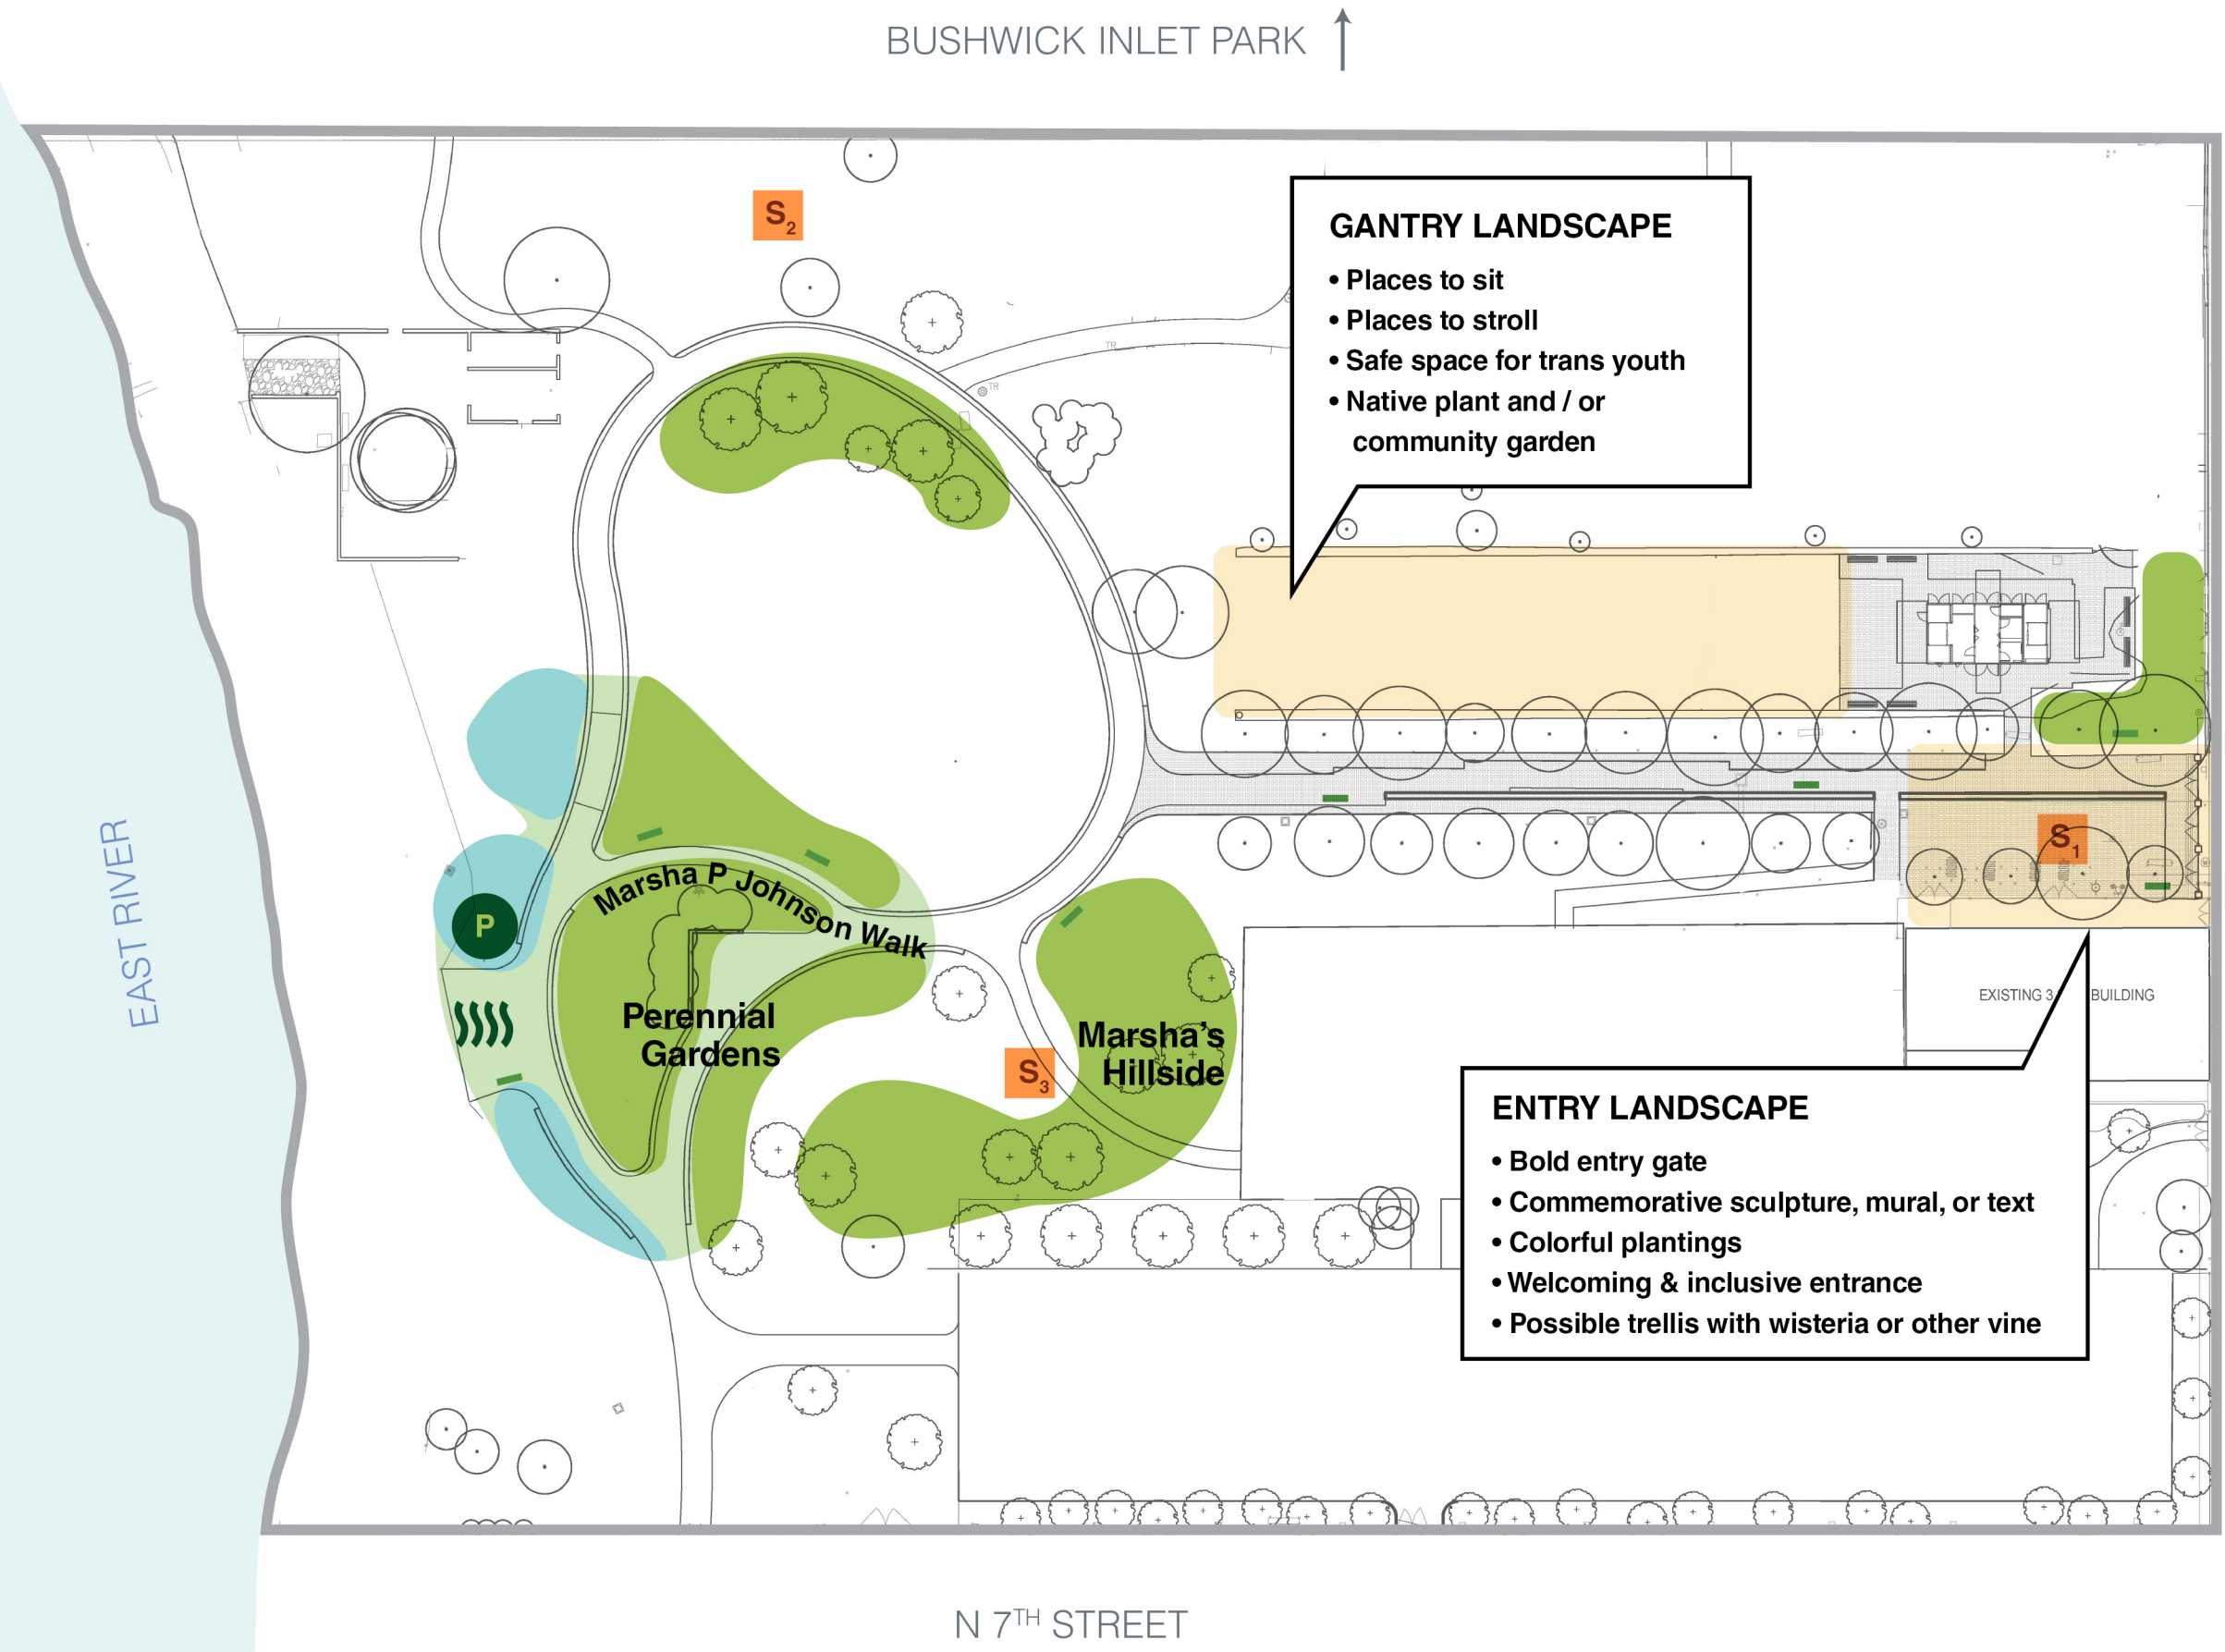 BUSHWICK INLET PARK
S2
GANTRY LANDSCAPE
• Places to sit
• Places to stroll
• Safe space for trans youth
• Native plant and / or
community garden
TR
TR
S1
EAST RIVER
P
Marsha P Johnson Walk
Perennial
Gardens
S3
Marsha's
Hillside
EXISTING 3
BUILDING
ENTRY LANDSCAPE
• Bold entry gate
• Commemorative sculpture, mural, or text
• Colorful plantings
• Welcoming & inclusive entrance
• Possible trellis with wisteria or other vine
N 7TH STREET